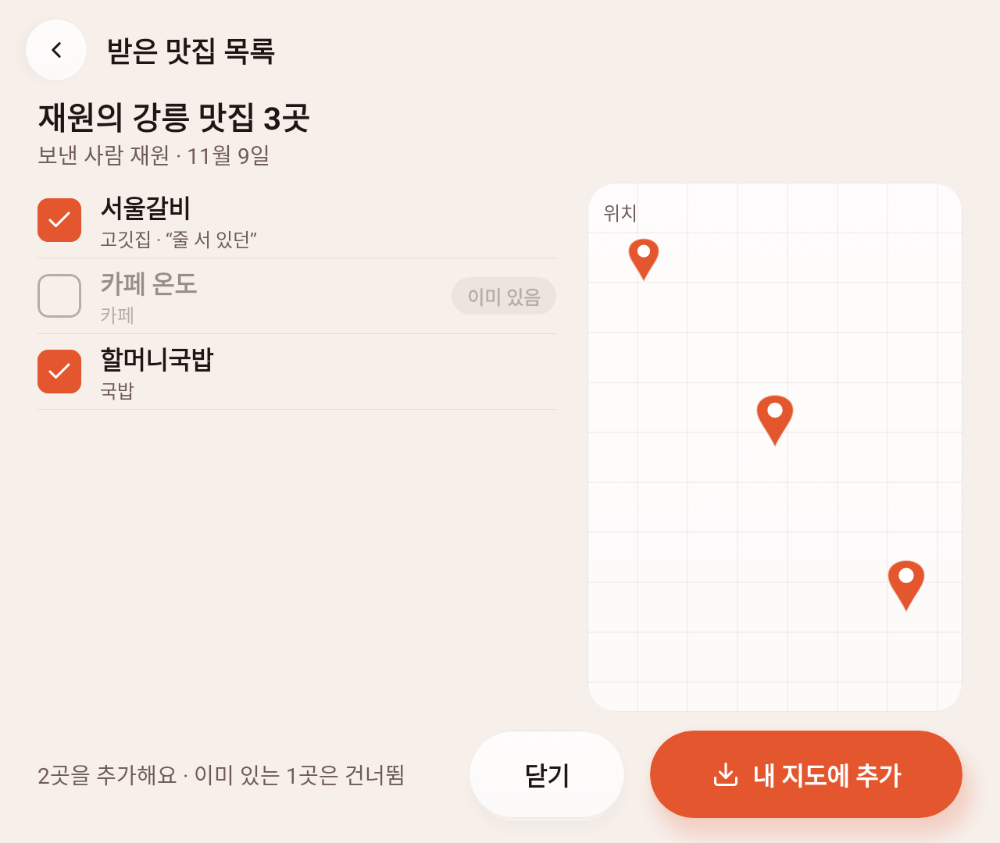 받은 맛집 목록
재원의 강릉 맛집 3곳
보낸 사람 재원 · 11월 9일
서울갈비
고깃집 · “줄 서 있던”
카페 온도
카페
이미 있음
할머니국밥
국밥
위치
2곳을 추가해요 · 이미 있는 1곳은 건너뜀
닫기
내 지도에 추가